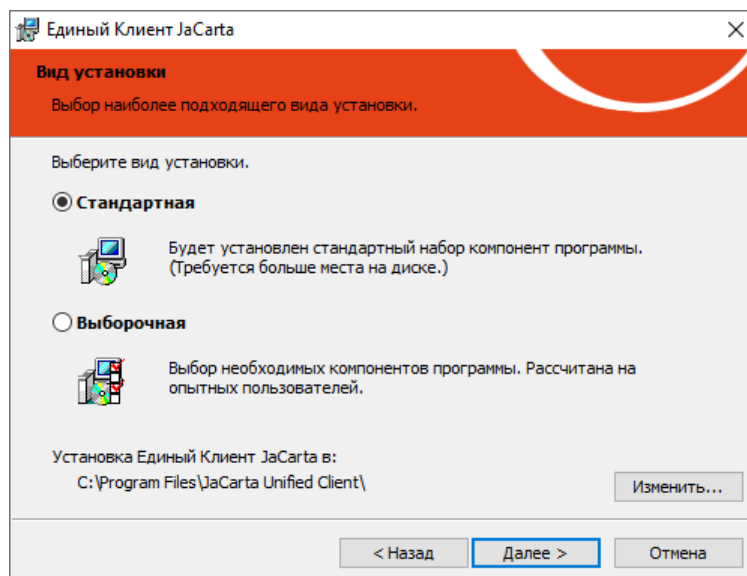 Единый Клиент JaCarta
Вид установки
Выбор наиболее подходящего вида установки.
Выберите вид установки.
Стандартная
Будет установлен стандартный набор компонент программы.
(Требуется больше места на диске.)
Выборочная
Выбор необходимых компонентов программы. Рассчитана на
опытных пользователей.
Установка Единый Клиент JaCarta в:
C:\Program Files\JaCarta Unified Client\
Изменить...
< Назад
Далее >
Отмена